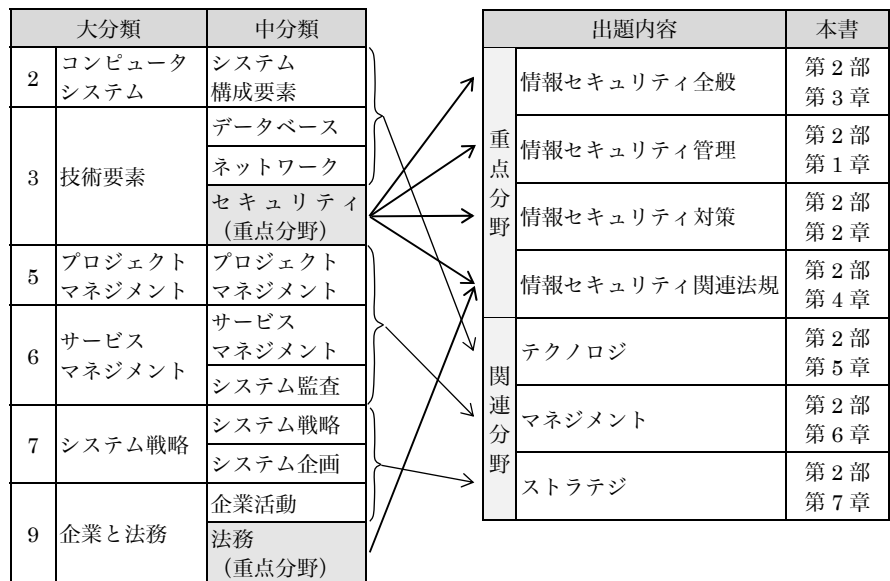 大分類 中分類
2 コンピュータ
システム
システム
構成要素
3 技術要素
データベース
ネットワーク
セキュリティ
(重点分野)
5 プロジェクト
マネジメント
プロジェクト
マネジメント
6 サービス
マネジメント
サービス
マネジメント
システム監査
7 システム戦略
システム戦略
システム企画
9 企業と法務
企業活動
法務
(重点分野)
出題内容 本書
重点分野
情報セキュリティ全般
第2部
第3章
情報セキュリティ管理
第2部
第1章
情報セキュリティ対策
第2部
第2章
情報セキュリティ関連法規
第2部
第4章
関連分野
テクノロジ
第2部
第5章
マネジメント
第2部
第6章
ストラテジ
第2部
第7章